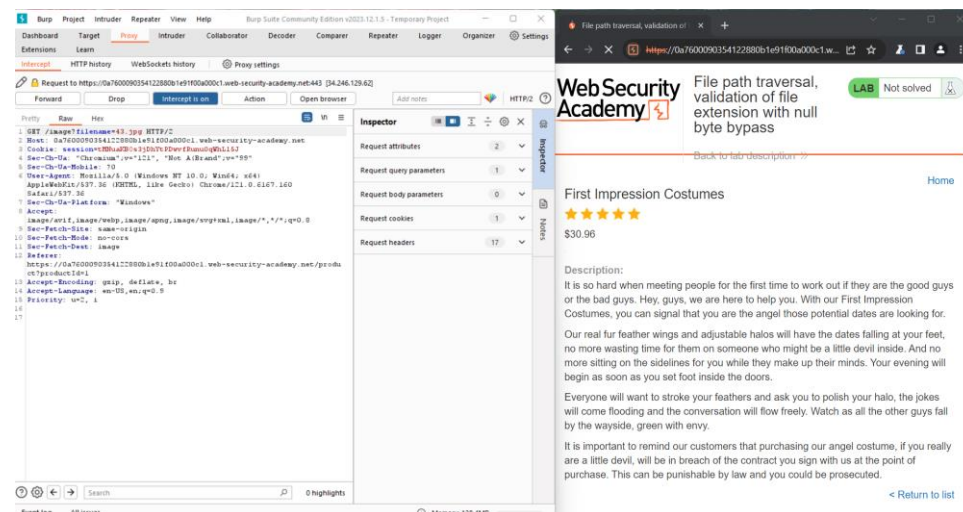 Burp Project Intruder Repeater View Help Burp Suite Community Edition v2023.12.1.5 - Temporary Project
Dashboard Target Proxy Intruder Repeater Collaborator Decoder Comparer Repeater Logger Organizer Settings
Extensions Learn
Intercept HTTP history WebSockets history Proxy settings
Request to https://0a7600090354122880b1e91f00a000c1.web-security-academy.net:443 [34.246.129.62]
Forward Drop Intercept is on Action Open browser Add notes HTTP/2
Pretty Raw Hex
1 GET /image?filename=43.jpg HTTP/2
2 Host: 0a7600090354122880b1e91f00a000c1.web-security-academy.net
3 Cookie:
4 Sec-Ch-Ua: "Chromium";v="121", "Not A(Brand";v="99"
5 Sec-Ch-Ua-Mobile: ?0
6 User-Agent: Mozilla/5.0 (Windows NT 10.0; Win64; x64)
AppleWebKit/537.36 (KHTML, like Gecko) Chrome/121.0.6167.160
Safari/537.36
7 Sec-Ch-Ua-Platform: "Windows"
8 Accept:
image/avif,image/webp,image/apng,image/svg+xml,image/*,*/*;q=0.8
9 Sec-Fetch-Site: same-origin
10 Sec-Fetch-Mode: no-cors
11 Sec-Fetch-Dest: image
12 Referer:
https://0a7600090354122880b1e91f00a000c1.web-security-academy.net/produ
ct?productId=1
13 Accept-Encoding: gzip, deflate, br
14 Accept-Language: en-US,en;q=0.9
15 Priority: u=2, i
16
17
Inspector
Request attributes 2
Request query parameters 1
Request body parameters 0
Request cookies 1
Request headers 17
Inspector
Notes
Search 0 highlights
File path traversal, validation of
https://0a7600090354122880b1e91f00a000c1.w...
WebSecurity
Academy
File path traversal,
validation of file
extension with null
byte bypass
LAB Not solved
Back to lab description
Home
First Impression Costumes
$30.96
Description:
It is so hard when meeting people for the first time to work out if they are the good guys
or the bad guys. Hey, guys, we are here to help you. With our First Impression
Costumes, you can signal that you are the angel those potential dates are looking for.
Our real fur feather wings and adjustable halos will have the dates falling at your feet,
no more wasting time for them on someone who might be a little devil inside. And no
more sitting on the sidelines for you while they make up their minds. Your evening will
begin as soon as you set foot inside the doors.
Everyone will want to stroke your feathers and ask you to polish your halo, the jokes
will come flooding and the conversation will flow freely. Watch as all the other guys fall
by the wayside, green with envy.
It is important to remind our customers that purchasing our angel costume, if you really
are a little devil, will be in breach of the contract you sign with us at the point of
purchase. This can be punishable by law and you could be prosecuted.
< Return to list